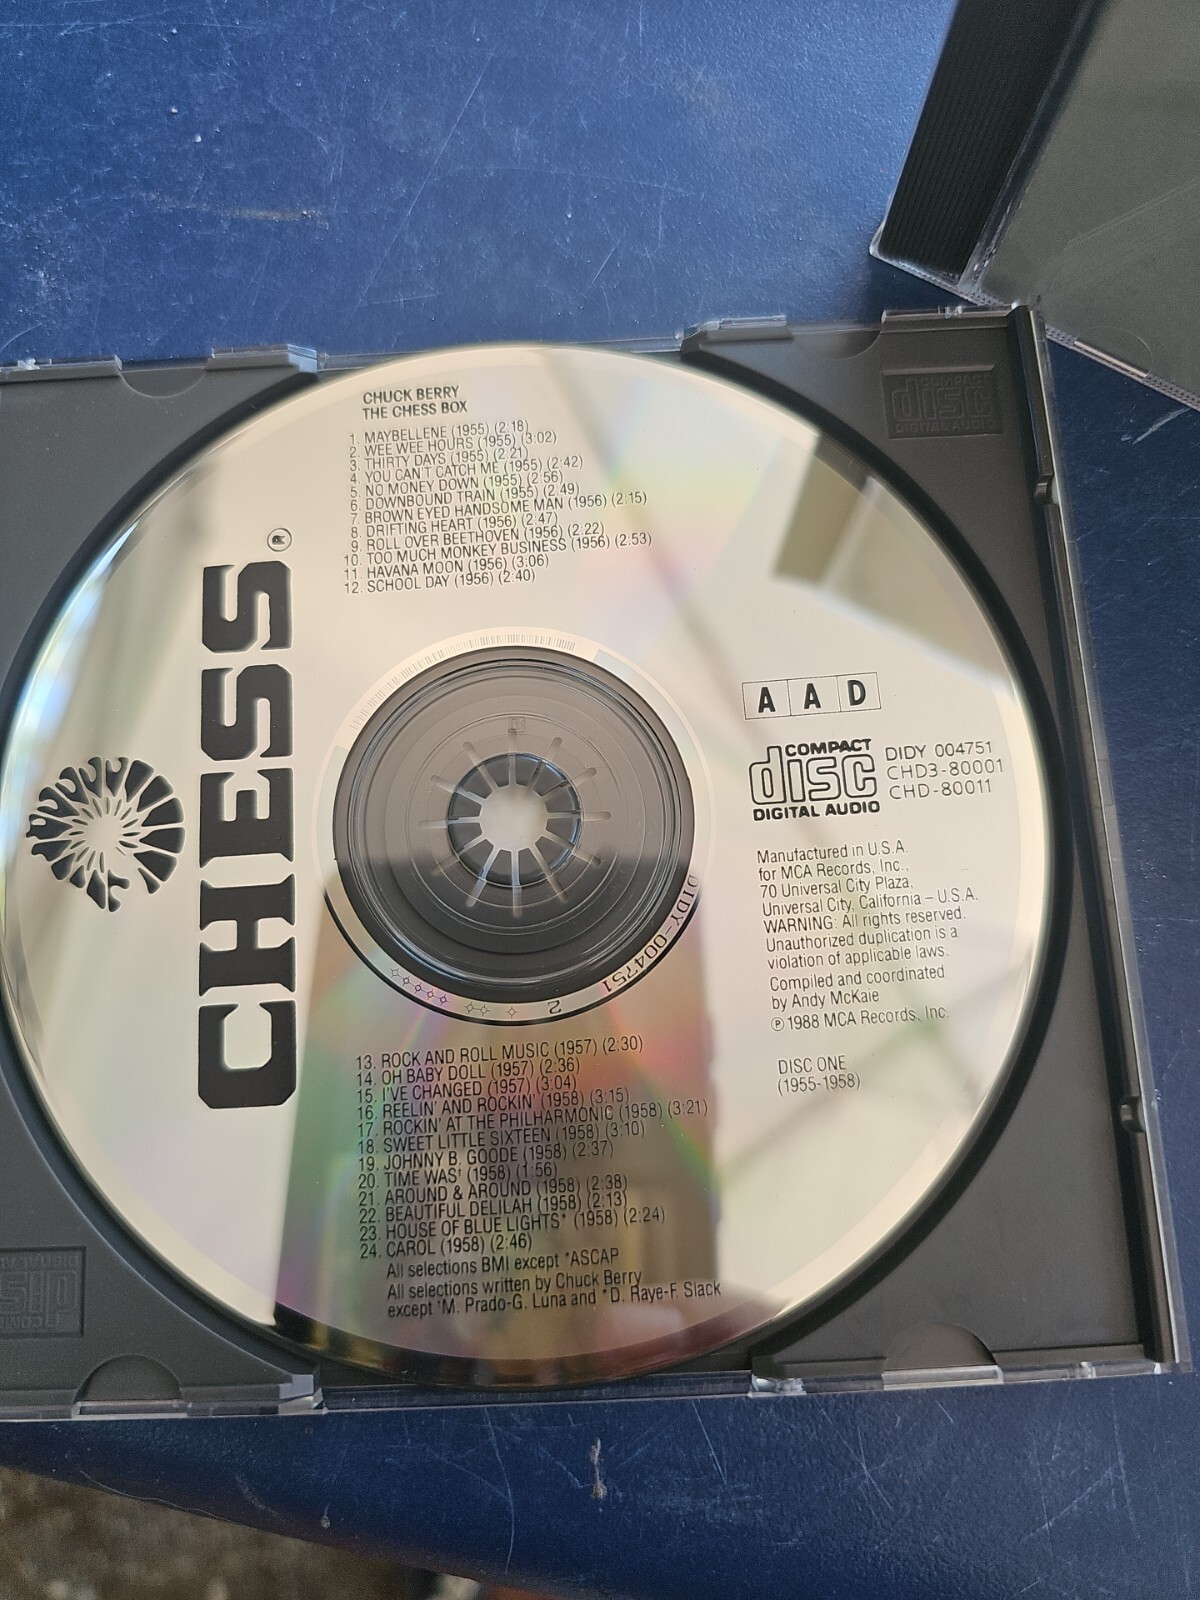 CHUCK BERRY
THE CHESS BOX
1. MAYBELLENE (1955) (2:18)
2. WEE WEE HOURS (1955) (3:02)
3. THIRTY DAYS (1955) (2:21)
4. YOU CAN'T CATCH ME (1955) (2:42)
5. NO MONEY DOWN (1955) (2:56)
6. DOWNBOUND TRAIN (1955) (2:49)
7. BROWN EYED HANDSOME MAN (1956) (2:15)
8. DRIFTING HEART (1956) (2:47)
9. ROLL OVER BEETHOVEN (1956) (2:22)
10. TOO MUCH MONKEY BUSINESS (1956) (2:53)
11. HAVANA MOON (1956) (3:06)
12. SCHOOL DAY (1956) (2:40)
CHESS®
AAD
COMPACT
disc
DIGITAL AUDIO
DIDY 004751
CHD3-80001
CHD-80011
Manufactured in U.S.A.
for MCA Records, Inc.,
70 Universal City Plaza,
Universal City, California – U.S.A.
WARNING: All rights reserved.
Unauthorized duplication is a
violation of applicable laws.
Compiled and coordinated
by Andy McKaie
℗ 1988 MCA Records, Inc.
DISC ONE
(1955-1958)
DIDY-004751 2
13. ROCK AND ROLL MUSIC (1957) (2:30)
14. OH BABY DOLL (1957) (2:36)
15. I'VE CHANGED (1957) (3:04)
16. REELIN' AND ROCKIN' (1958) (3:15)
17. ROCKIN' AT THE PHILHARMONIC (1958) (3:21)
18. SWEET LITTLE SIXTEEN (1958) (3:10)
19. JOHNNY B. GOODE (1958) (2:37)
20. TIME WAS† (1958) (1:56)
21. AROUND & AROUND (1958) (2:38)
22. BEAUTIFUL DELILAH (1958) (2:13)
23. HOUSE OF BLUE LIGHTS* (1958) (2:24)
24. CAROL (1958) (2:46)
All selections BMI except *ASCAP
All selections written by Chuck Berry
except †M. Prado-G. Luna and *D. Raye-F. Slack
COMPACT
disc
DIGITAL AUDIO
COMPACT
disc
DIGITAL AUDIO